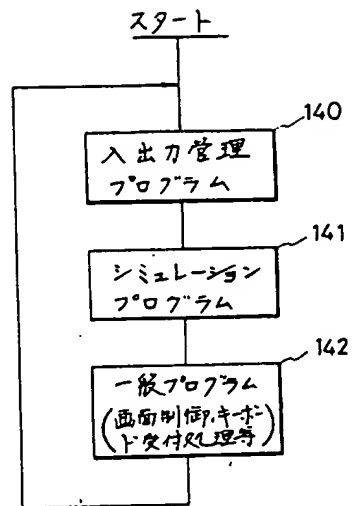 スタート
140
入出力管理
プログラム
141
シミュレーション
プログラム
142
一般プログラム
(画面制御、キーボー
ド受付処理等)